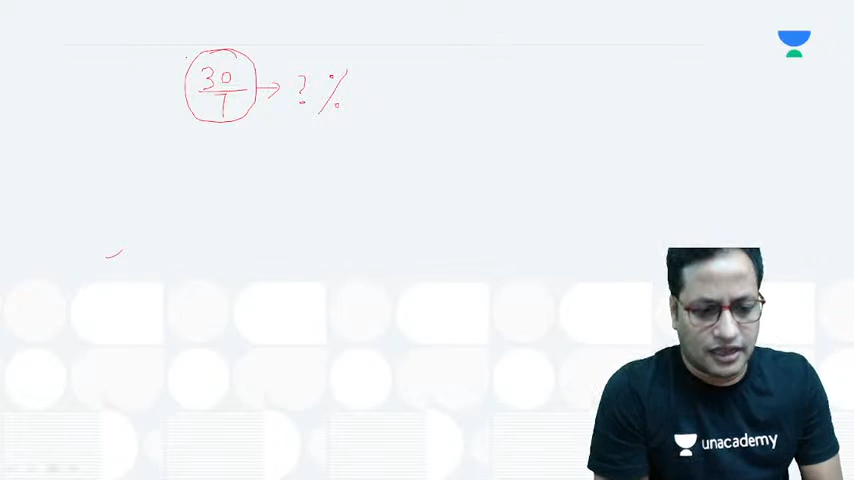 30/7 → ? %
unacademy